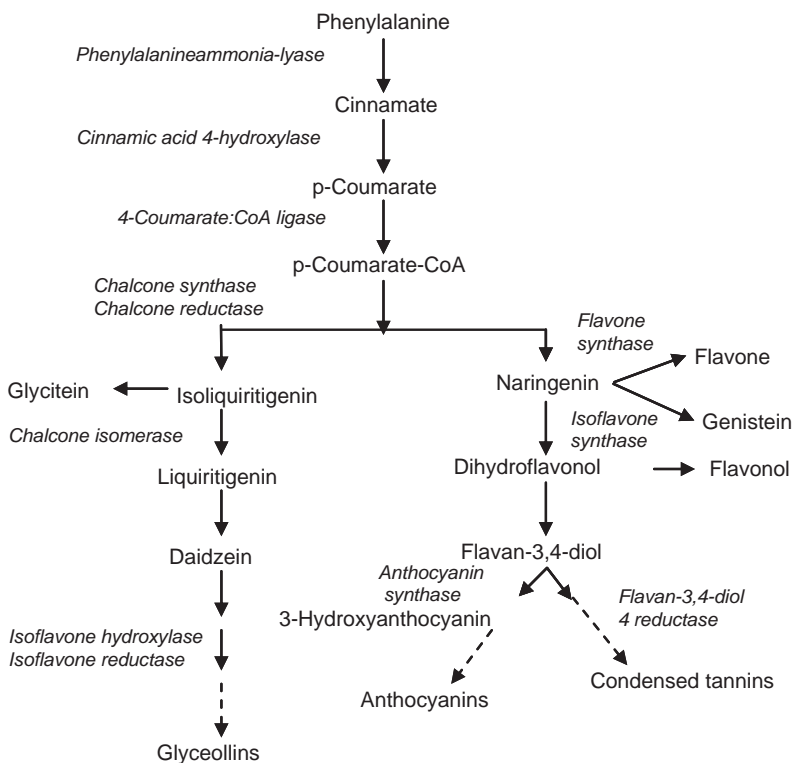 Phenylalanine
Phenylalanineammonia-lyase
Cinnamate
Cinnamic acid 4-hydroxylase
p-Coumarate
4-Coumarate:CoA ligase
p-Coumarate-CoA
Chalcone synthase
Chalcone reductase
Flavone
synthase
Flavone
Glycitein
Isoliquiritigenin
Naringenin
Genistein
Chalcone isomerase
Isoflavone
synthase
Liquiritigenin
Dihydroflavonol
Flavonol
Daidzein
Flavan-3,4-diol
Anthocyanin
synthase
3-Hydroxyanthocyanin
Flavan-3,4-diol
4 reductase
Isoflavone hydroxylase
Isoflavone reductase
Anthocyanins
Condensed tannins
Glyceollins